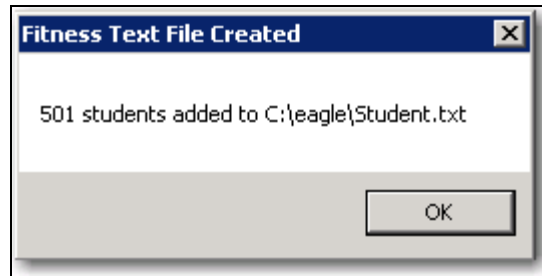 Fitness Text File Created
501 students added to C:\eagle\Student.txt
OK